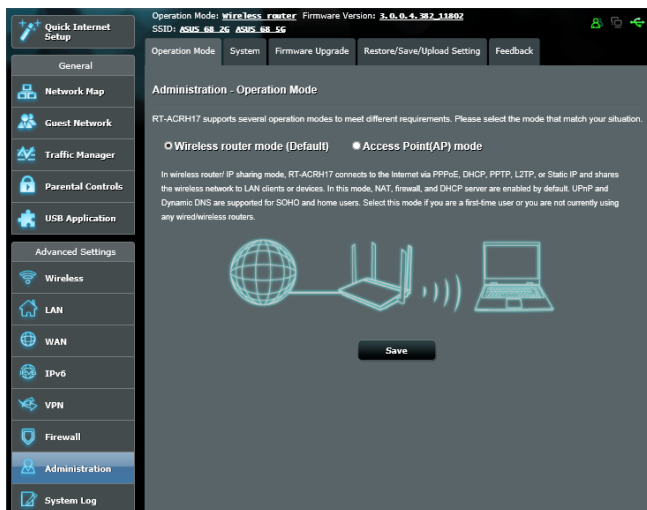 Operation Mode: Wireless router Firmware Version: 3.0.0.4.382_11802
SSID: ASUS_68_2G ASUS_68_5G
Quick Internet
Setup
General
Network Map
Guest Network
Traffic Manager
Parental Controls
USB Application
Advanced Settings
Wireless
LAN
WAN
IPv6
VPN
Firewall
Administration
System Log
Operation Mode System Firmware Upgrade Restore/Save/Upload Setting Feedback
Administration - Operation Mode
RT-ACRH17 supports several operation modes to meet different requirements. Please select the mode that match your situation.
Wireless router mode (Default) Access Point(AP) mode
In wireless router/ IP sharing mode, RT-ACRH17 connects to the Internet via PPPoE, DHCP, PPTP, L2TP, or Static IP and shares
the wireless network to LAN clients or devices. In this mode, NAT, firewall, and DHCP server are enabled by default. UPnP and
Dynamic DNS are supported for SOHO and home users. Select this mode if you are a first-time user or you are not currently using
any wired/wireless routers.
Save